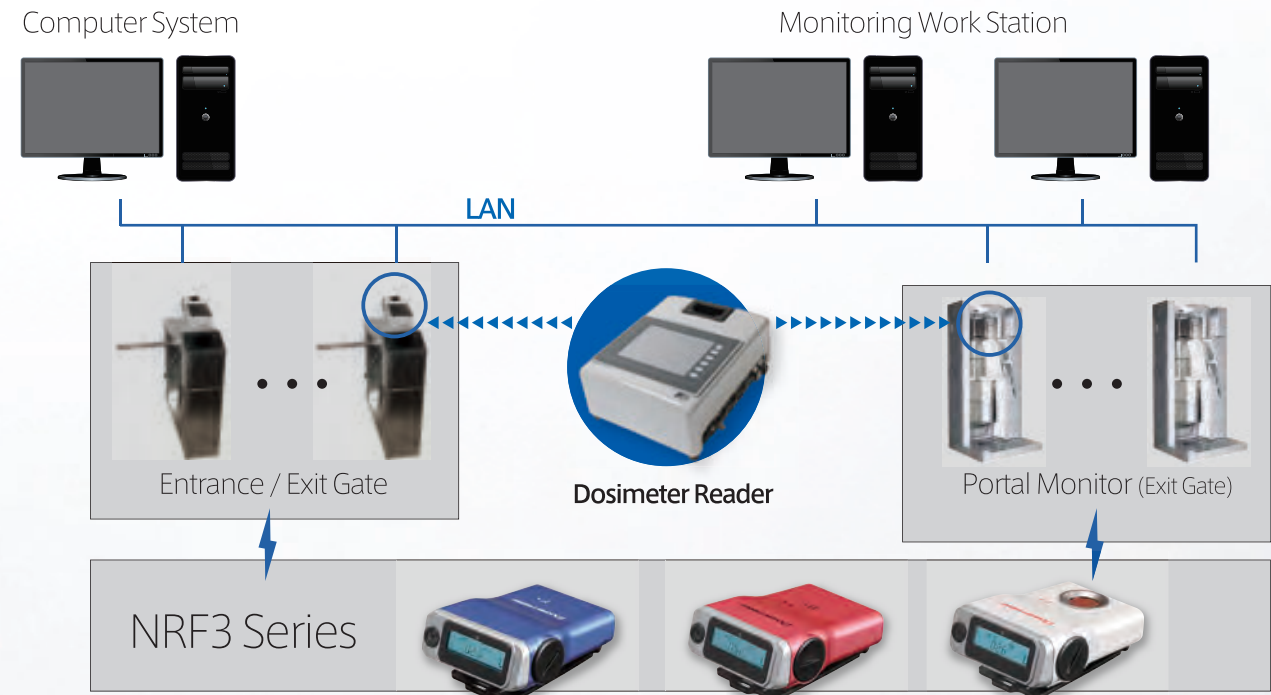 Computer System
Monitoring Work Station
LAN
Entrance / Exit Gate
Dosimeter Reader
Portal Monitor (Exit Gate)
NRF3 Series